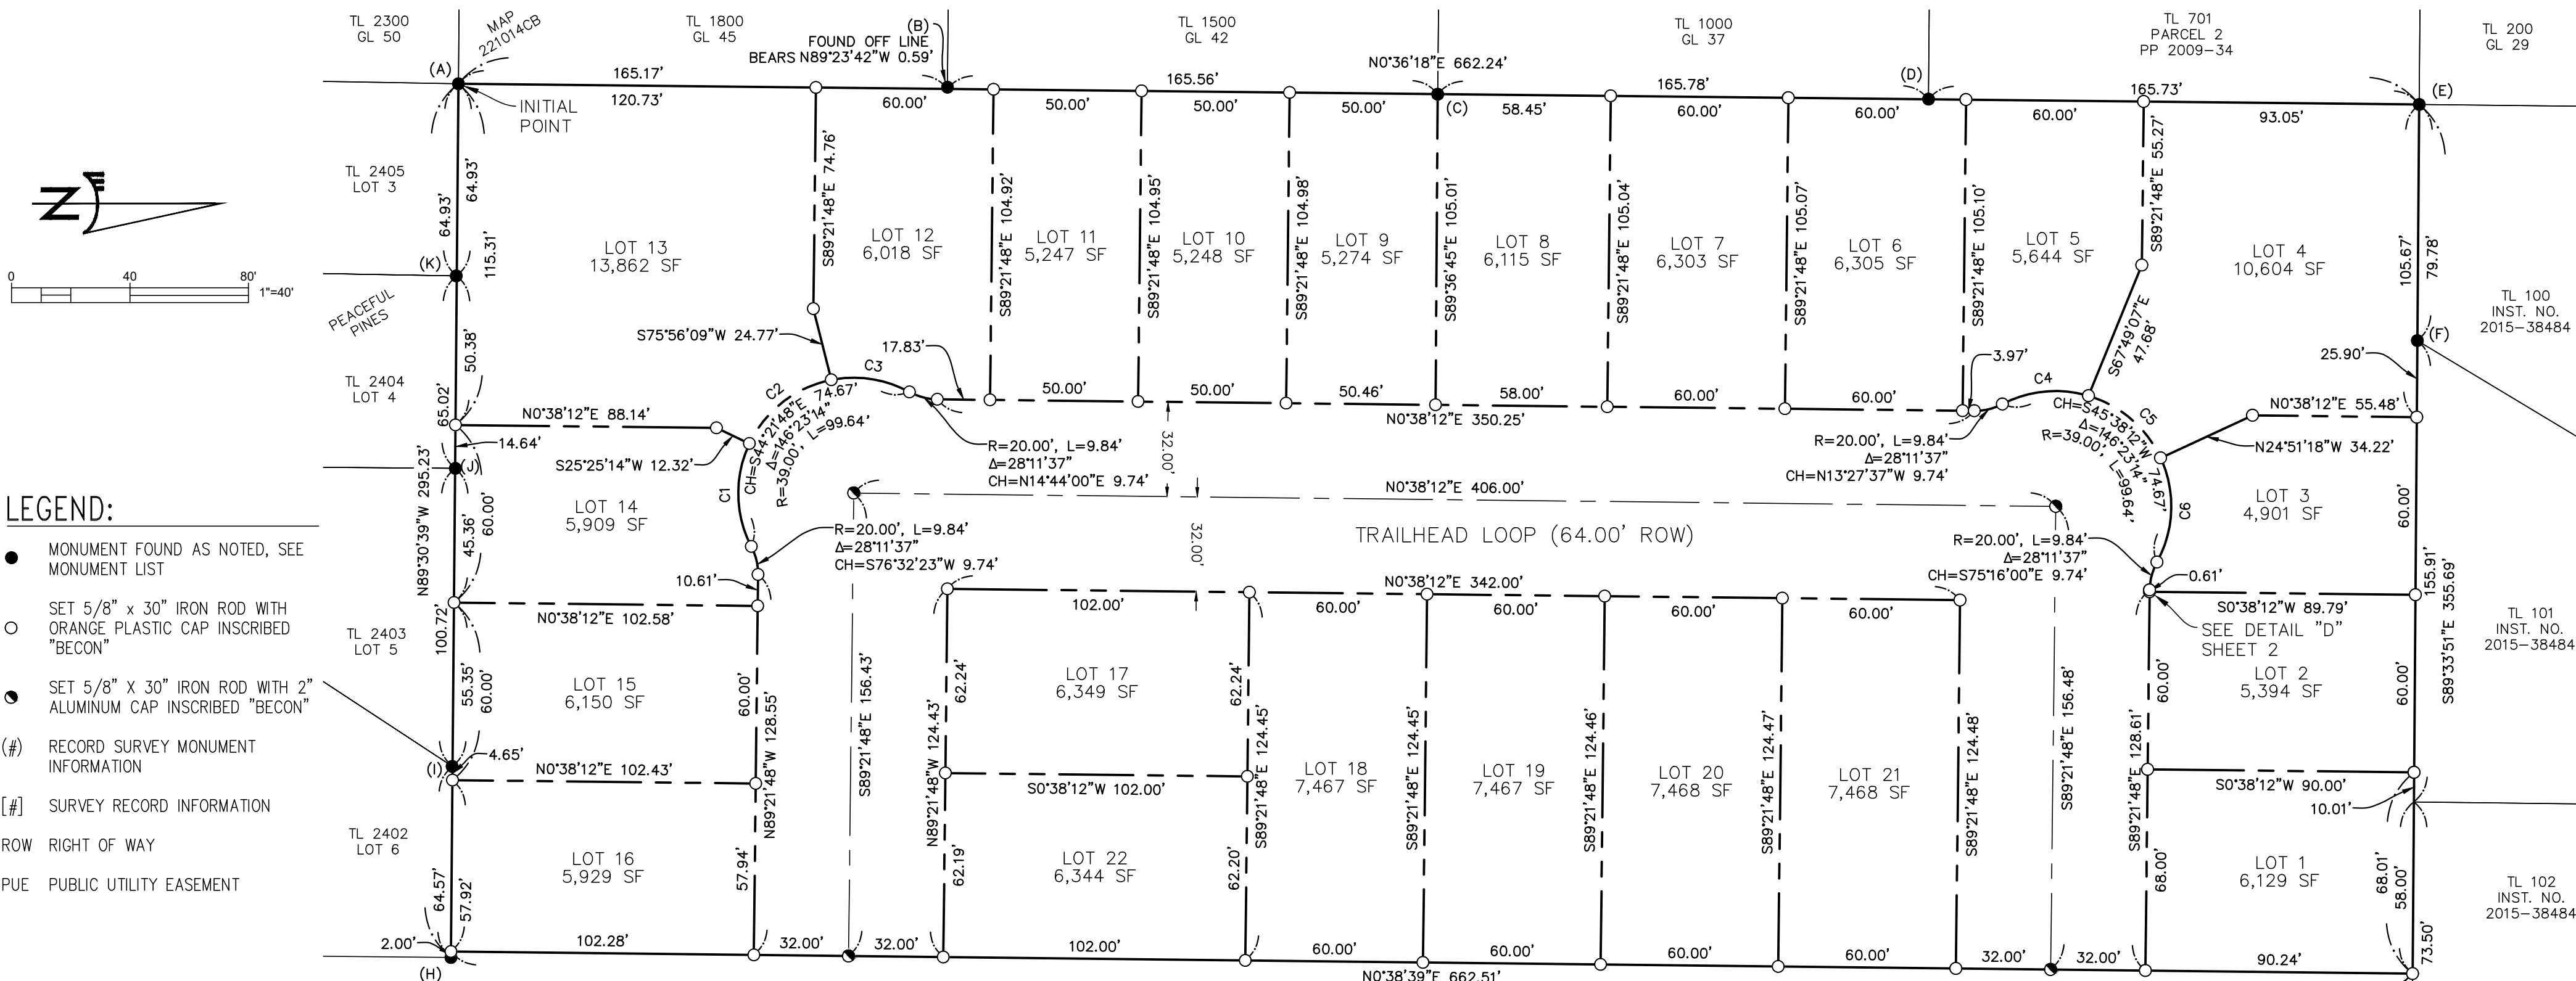 TL 2300
GL 50
MAP
221014CB
TL 1800
GL 45
(B)
FOUND OFF LINE
BEARS N89°23'42"W 0.59'
TL 1500
GL 42
N0°36'18"E 662.24'
TL 1000
GL 37
TL 701
PARCEL 2
PP 2009-34
TL 200
GL 29
(A)
165.17'
165.56'
(C)
165.78'
(D)
165.73'
(E)
INITIAL
POINT
120.73'
60.00'
50.00'
50.00'
50.00'
58.45'
60.00'
60.00'
60.00'
93.05'
TL 2405
LOT 3
64.93'
64.93'
(K)
115.31'
PEACEFUL
PINES
50.38'
TL 2404
LOT 4
65.02'
N
0
40
80'
1"=40'
LOT 13
13,862 SF
S89°21'48"E 74.76'
LOT 12
6,018 SF
S89°21'48"E 104.92'
LOT 11
5,247 SF
S89°21'48"E 104.95'
LOT 10
5,248 SF
S89°21'48"E 104.98'
LOT 9
5,274 SF
S89°36'45"E 105.01'
LOT 8
6,115 SF
S89°21'48"E 105.04'
LOT 7
6,303 SF
S89°21'48"E 105.07'
LOT 6
6,305 SF
S89°21'48"E 105.10'
LOT 5
5,644 SF
S89°21'48"E 55.27'
S67°49'07"E
47.68'
LOT 4
10,604 SF
105.67'
79.78'
TL 100
INST. NO.
2015-38484
(F)
25.90'
S75°56'09"W 24.77'
17.83'
C3
C2
50.00'
50.00'
50.46'
58.00'
60.00'
60.00'
N0°38'12"E 350.25'
3.97'
C4
C5
N0°38'12"E 55.48'
N24°51'18"W 34.22'
N0°38'12"E 88.14'
14.64'
(J)
S25°25'14"W 12.32'
CH=S44°21'48"E 74.67'
Δ=146°23'14"
R=39.00', L=99.64'
C1
R=20.00', L=9.84'
Δ=28°11'37"
CH=N14°44'00"E 9.74'
32.00'
32.00'
R=20.00', L=9.84'
Δ=28°11'37"
CH=N13°27'37"W 9.74'
CH=S45°38'12"W 74.67'
Δ=146°23'14"
R=39.00', L=99.64'
C6
N0°38'12"E 406.00'
TRAILHEAD LOOP (64.00' ROW)
LOT 3
4,901 SF
60.00'
N89°30'39"W 295.23'
45.36'
60.00'
LOT 14
5,909 SF
R=20.00', L=9.84'
Δ=28°11'37"
CH=S76°32'23"W 9.74'
10.61'
N0°38'12"E 102.58'
R=20.00', L=9.84'
Δ=28°11'37"
CH=S75°16'00"E 9.74'
0.61'
S0°38'12"W 89.79'
SEE DETAIL "D"
SHEET 2
155.91'
S89°33'51"E 355.69'
TL 101
INST. NO.
2015-38484
LEGEND:
MONUMENT FOUND AS NOTED, SEE
MONUMENT LIST
SET 5/8" x 30" IRON ROD WITH
ORANGE PLASTIC CAP INSCRIBED
"BECON"
SET 5/8" X 30" IRON ROD WITH 2"
ALUMINUM CAP INSCRIBED "BECON"
(#) RECORD SURVEY MONUMENT
INFORMATION
[#] SURVEY RECORD INFORMATION
ROW RIGHT OF WAY
PUE PUBLIC UTILITY EASEMENT
TL 2403
LOT 5
100.72'
55.35'
60.00'
(I)
4.65'
LOT 15
6,150 SF
60.00'
N89°21'48"W 128.55'
S89°21'48"E 156.43'
N0°38'12"E 342.00'
102.00'
60.00'
60.00'
60.00'
60.00'
LOT 17
6,349 SF
62.24'
62.24'
N89°21'48"W 124.43'
S89°21'48"E 124.45'
S89°21'48"E 124.45'
S89°21'48"E 124.46'
S89°21'48"E 124.47'
S89°21'48"E 124.48'
S89°21'48"E 156.48'
S89°21'48"E 128.61'
60.00'
LOT 2
5,394 SF
60.00'
N0°38'12"E 102.43'
S0°38'12"W 102.00'
LOT 18
7,467 SF
LOT 19
7,467 SF
LOT 20
7,468 SF
LOT 21
7,468 SF
S0°38'12"W 90.00'
10.01'
TL 2402
LOT 6
64.57'
57.92'
LOT 16
5,929 SF
57.94'
62.19'
LOT 22
6,344 SF
62.20'
68.00'
LOT 1
6,129 SF
68.01'
58.00'
TL 102
INST. NO.
2015-38484
2.00'
(H)
102.28'
32.00'
32.00'
102.00'
60.00'
60.00'
60.00'
60.00'
32.00'
32.00'
90.24'
73.50'
N0°38'39"E 662.51'